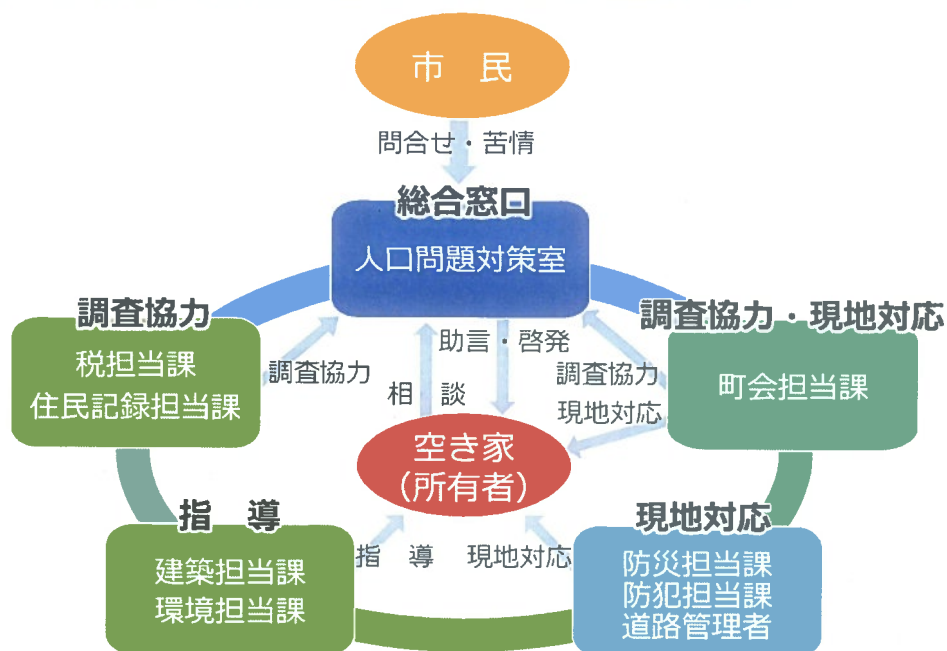 市　民
問合せ・苦情
総合窓口
人口問題対策室
調査協力
税担当課
住民記録担当課
調査協力・現地対応
町会担当課
調査協力
相　談
助言・啓発
調査協力
現地対応
空き家
（所有者）
指　導
建築担当課
環境担当課
指　導
現地対応
現地対応
防災担当課
防犯担当課
道路管理者